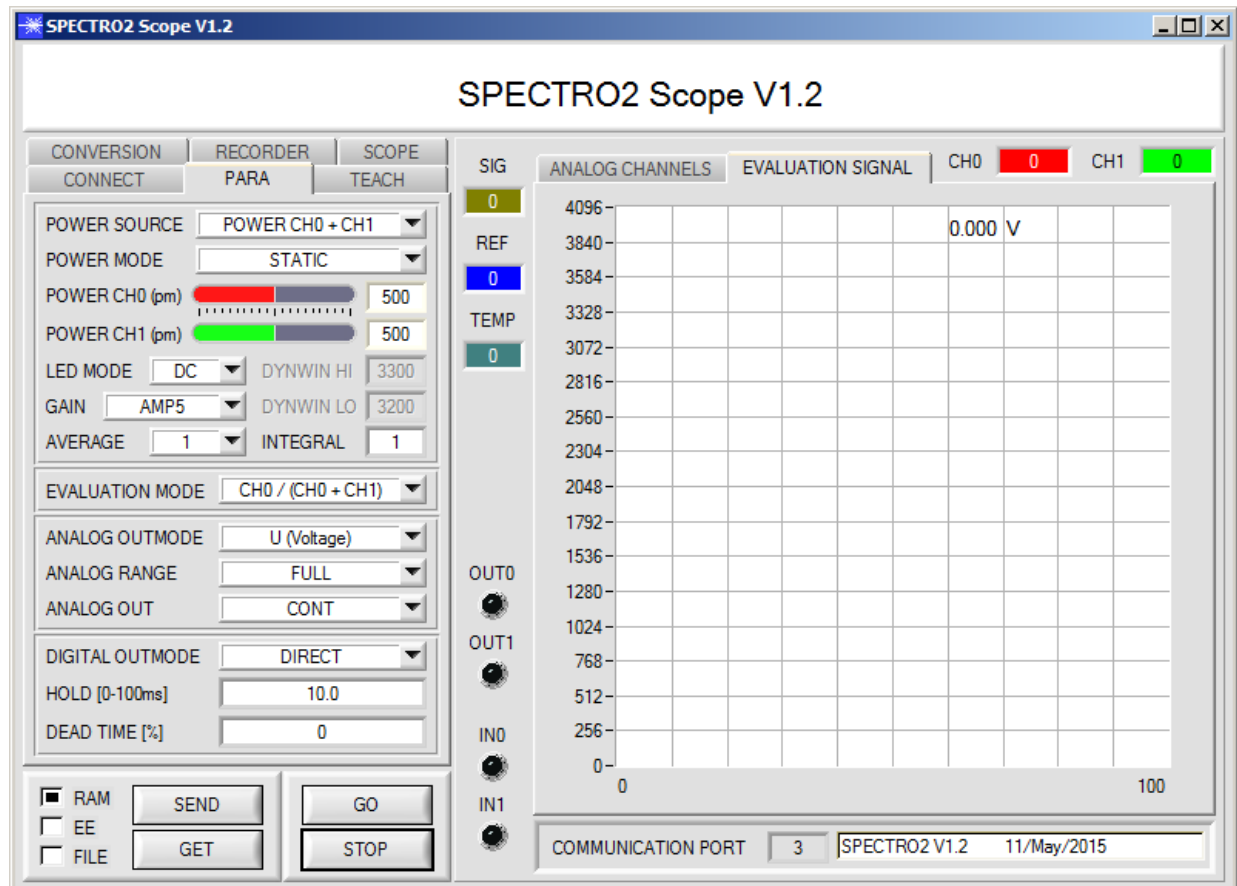 SPECTRO2 Scope V1.2
SPECTRO2 Scope V1.2
CONVERSION RECORDER SCOPE
CONNECT PARA TEACH
POWER SOURCE POWER CH0 + CH1
POWER MODE STATIC
POWER CH0 (pm) 500
POWER CH1 (pm) 500
LED MODE DC DYNWIN HI 3300
GAIN AMP5 DYNWIN LO 3200
AVERAGE 1 INTEGRAL 1
EVALUATION MODE CH0 / (CH0 + CH1)
ANALOG OUTMODE U (Voltage)
ANALOG RANGE FULL
ANALOG OUT CONT
DIGITAL OUTMODE DIRECT
HOLD [0-100ms] 10.0
DEAD TIME [%] 0
RAM
EE
FILE
SEND
GET
GO
STOP
SIG
0
REF
0
TEMP
0
OUT0
OUT1
IN0
IN1
ANALOG CHANNELS EVALUATION SIGNAL CH0 0 CH1 0
0.000 V
4096
3840
3584
3328
3072
2816
2560
2304
2048
1792
1536
1280
1024
768
512
256
0
0 100
COMMUNICATION PORT 3 SPECTRO2 V1.2 11/May/2015